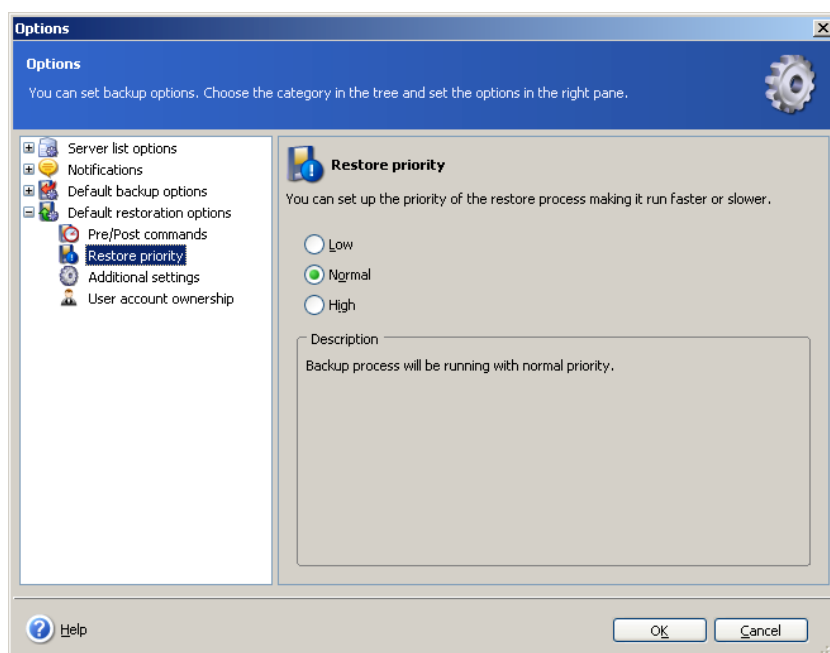 Options
Options
You can set backup options. Choose the category in the tree and set the options in the right pane.
Server list options
Notifications
Default backup options
Default restoration options
Pre/Post commands
Restore priority
Additional settings
User account ownership
Restore priority
You can set up the priority of the restore process making it run faster or slower.
Low
Normal
High
Description
Backup process will be running with normal priority.
Help
OK
Cancel